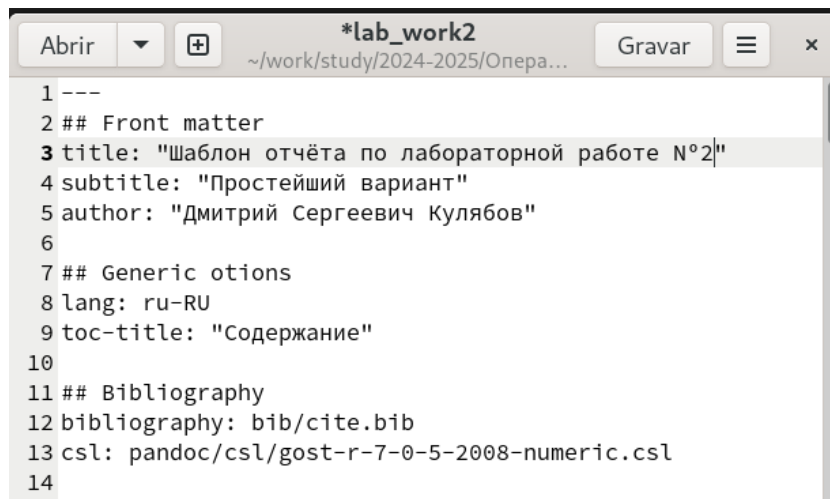 Abrir
*lab_work2
~/work/study/2024-2025/Опера...
Gravar
1 ---
2 ## Front matter
3 title: "Шаблон отчёта по лабораторной работе Nº2"
4 subtitle: "Простейший вариант"
5 author: "Дмитрий Сергеевич Кулябов"
6
7 ## Generic otions
8 lang: ru-RU
9 toc-title: "Содержание"
10
11 ## Bibliography
12 bibliography: bib/cite.bib
13 csl: pandoc/csl/gost-r-7-0-5-2008-numeric.csl
14